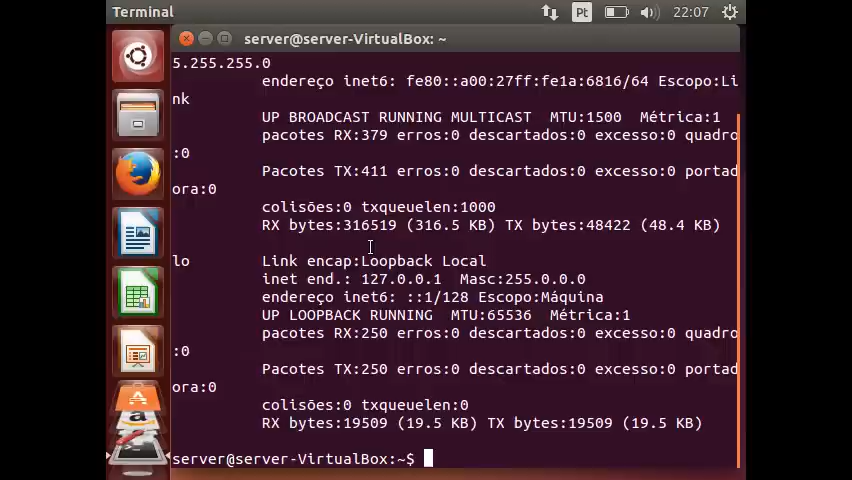 Terminal
Pt
22:07
server@server-VirtualBox: ~
5.255.255.0
endereço inet6: fe80::a00:27ff:fe1a:6816/64 Escopo:Li
nk
UP BROADCAST RUNNING MULTICAST  MTU:1500  Métrica:1
pacotes RX:379 erros:0 descartados:0 excesso:0 quadro
:0
Pacotes TX:411 erros:0 descartados:0 excesso:0 portad
ora:0
colisões:0 txqueuelen:1000
RX bytes:316519 (316.5 KB) TX bytes:48422 (48.4 KB)
lo        Link encap:Loopback Local
inet end.: 127.0.0.1  Masc:255.0.0.0
endereço inet6: ::1/128 Escopo:Máquina
UP LOOPBACK RUNNING  MTU:65536  Métrica:1
pacotes RX:250 erros:0 descartados:0 excesso:0 quadro
:0
Pacotes TX:250 erros:0 descartados:0 excesso:0 portad
ora:0
colisões:0 txqueuelen:0
RX bytes:19509 (19.5 KB) TX bytes:19509 (19.5 KB)
server@server-VirtualBox:~$